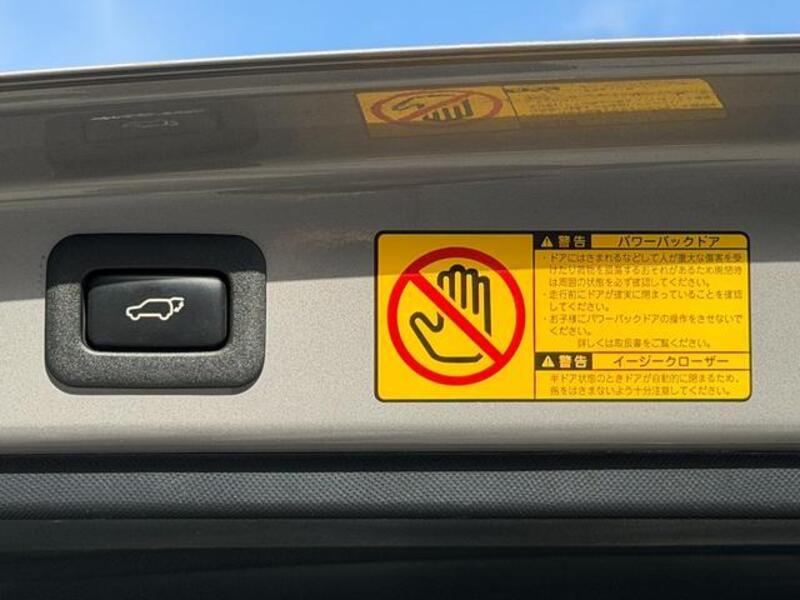 警告 パワーバックドア
・ドアにはさまれるなどして人が重大な傷害を受
けたり荷物を損傷するおそれがあるため開閉時
は周囲の状態を必ず確認してください。
・走行前にドアが確実に閉まっていることを確認
してください。
・お子様にパワーバックドアの操作をさせないで
ください。
詳しくは取扱書をご覧ください。
警告 イージークローザー
半ドア状態のときドアが自動的に閉まるため、
指をはさまないよう十分注意してください。